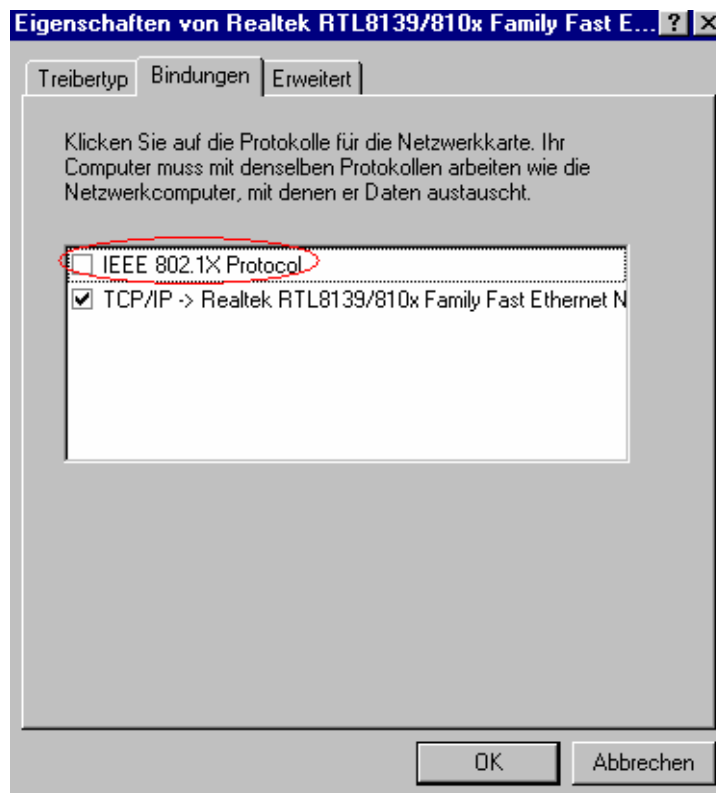 Eigenschaften von Realtek RTL8139/810x Family Fast E...
Treibertyp Bindungen Erweitert
Klicken Sie auf die Protokolle für die Netzwerkkarte. Ihr
Computer muss mit denselben Protokollen arbeiten wie die
Netzwerkcomputer, mit denen er Daten austauscht.
IEEE 802.1X Protocol
TCP/IP -> Realtek RTL8139/810x Family Fast Ethernet N
OK Abbrechen